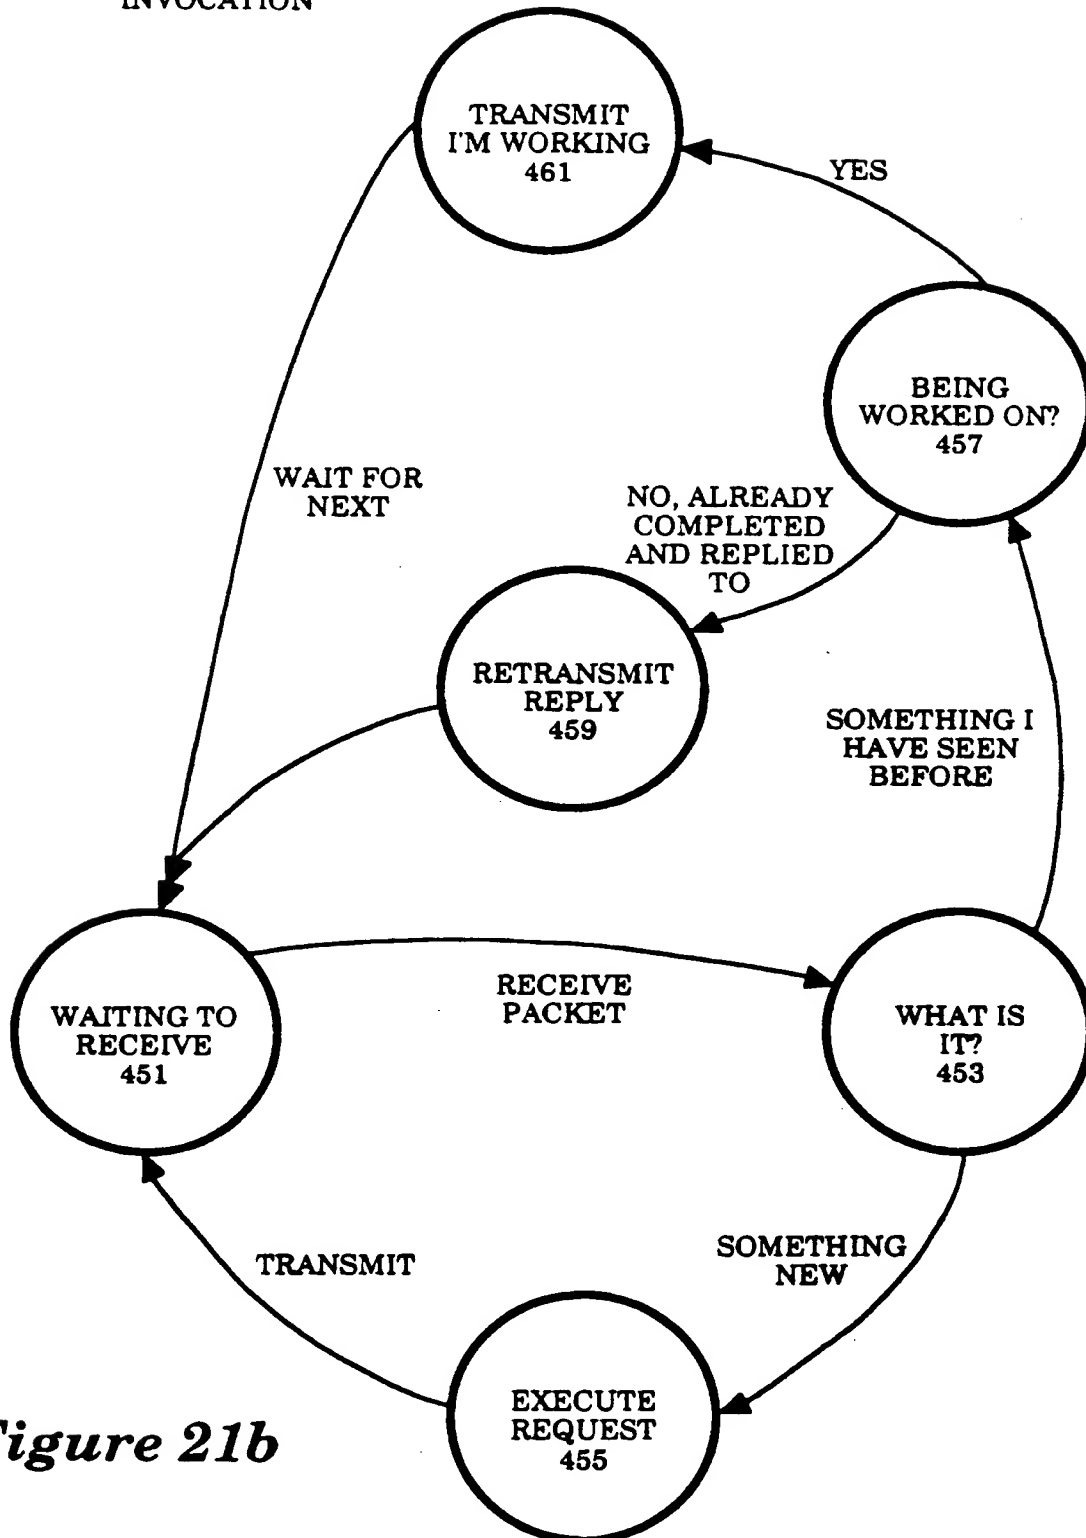 INVOCATION
TRANSMIT
I'M WORKING
461
YES
BEING
WORKED ON?
457
WAIT FOR
NEXT
NO, ALREADY
COMPLETED
AND REPLIED
TO
RETRANSMIT
REPLY
459
SOMETHING I
HAVE SEEN
BEFORE
WAITING TO
RECEIVE
451
RECEIVE
PACKET
WHAT IS
IT?
453
TRANSMIT
SOMETHING
NEW
EXECUTE
REQUEST
455
Figure 21b